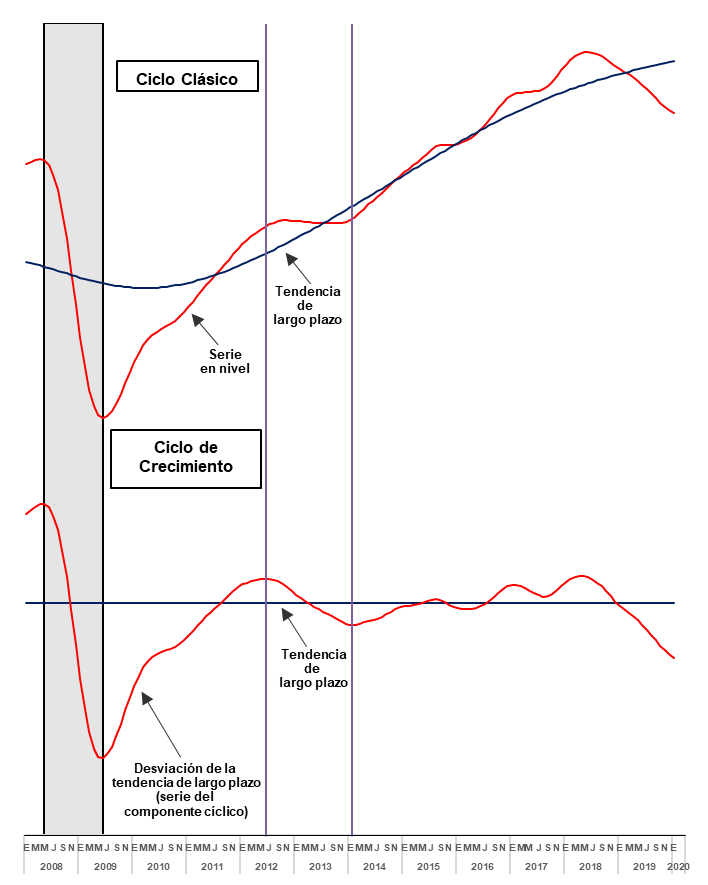 Ciclo Clásico
Tendencia
de
largo plazo
Serie
en nivel
Ciclo de
Crecimiento
Tendencia
de
largo plazo
Desviación de la
tendencia de largo plazo
(serie del
componente cíclico)
E M M J S N E M M J S N E M M J S N E M M J S N E M M J S N E M M J S N E M M J S N E M M J S N E M M J S N E M M J S N E M M J S N E M M J S N E
2008 2009 2010 2011 2012 2013 2014 2015 2016 2017 2018 2019 2020